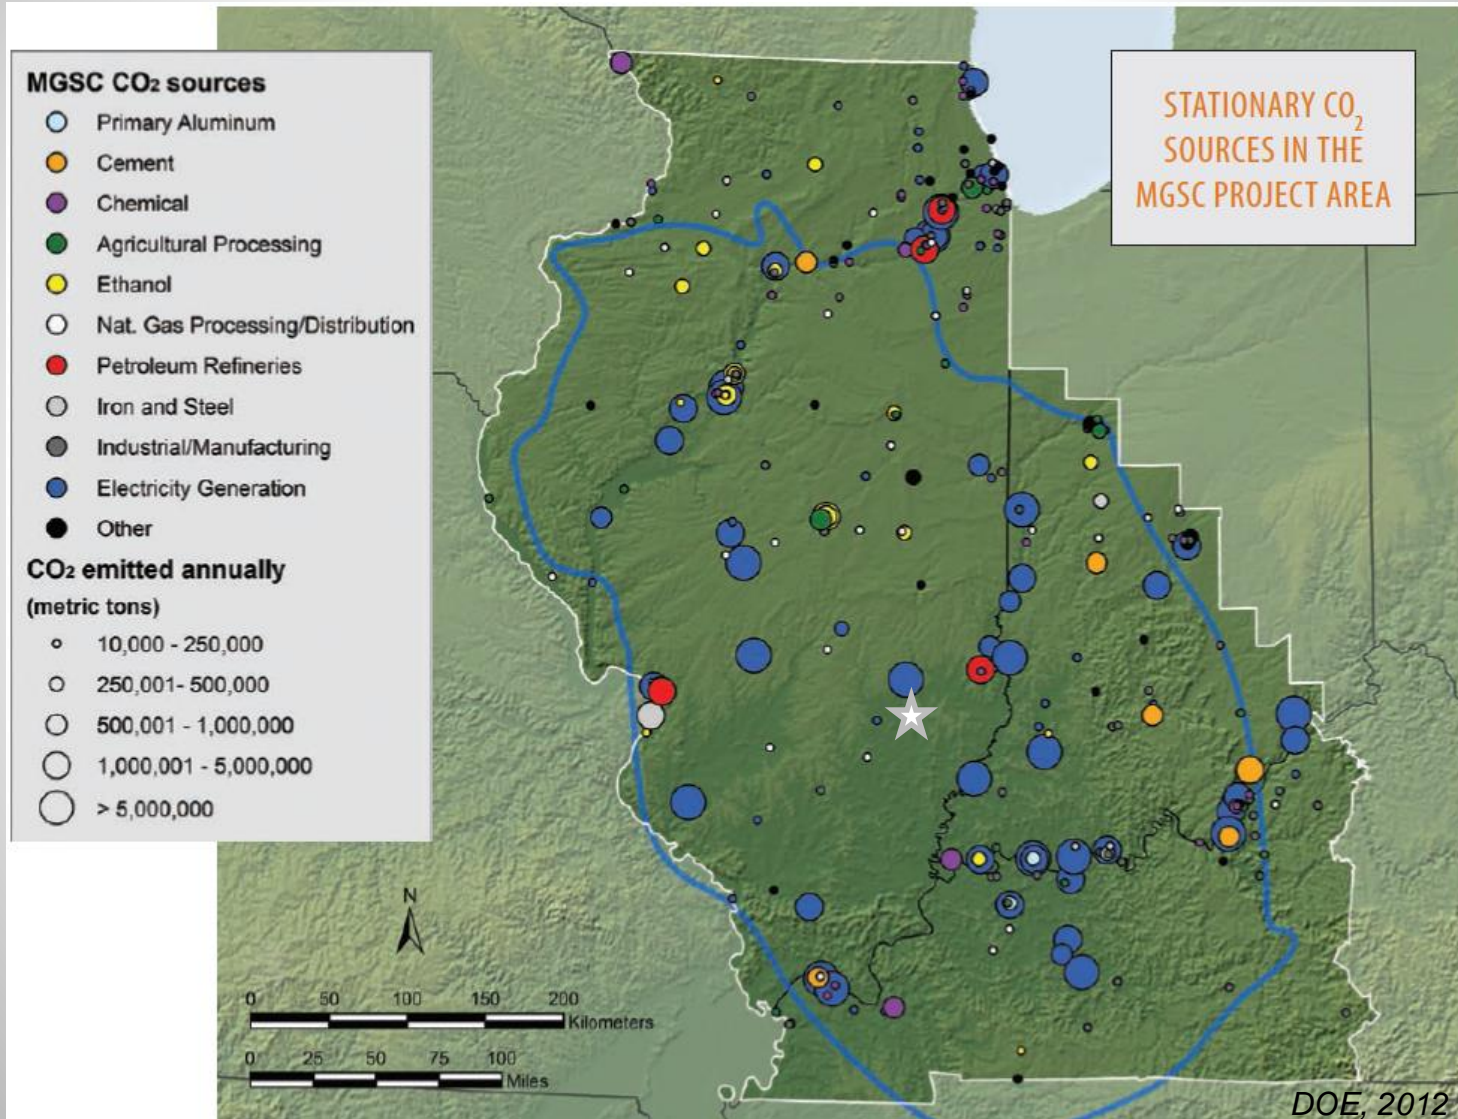 MGSC CO2 sources
Primary Aluminum
Cement
Chemical
Agricultural Processing
Ethanol
Nat. Gas Processing/Distribution
Petroleum Refineries
Iron and Steel
Industrial/Manufacturing
Electricity Generation
Other
CO2 emitted annually
(metric tons)
10,000 - 250,000
250,001- 500,000
500,001 - 1,000,000
1,000,001 - 5,000,000
> 5,000,000
STATIONARY CO2
SOURCES IN THE
MGSC PROJECT AREA
N
0 50 100 150 200
Kilometers
0 25 50 75 100
Miles
DOE, 2012